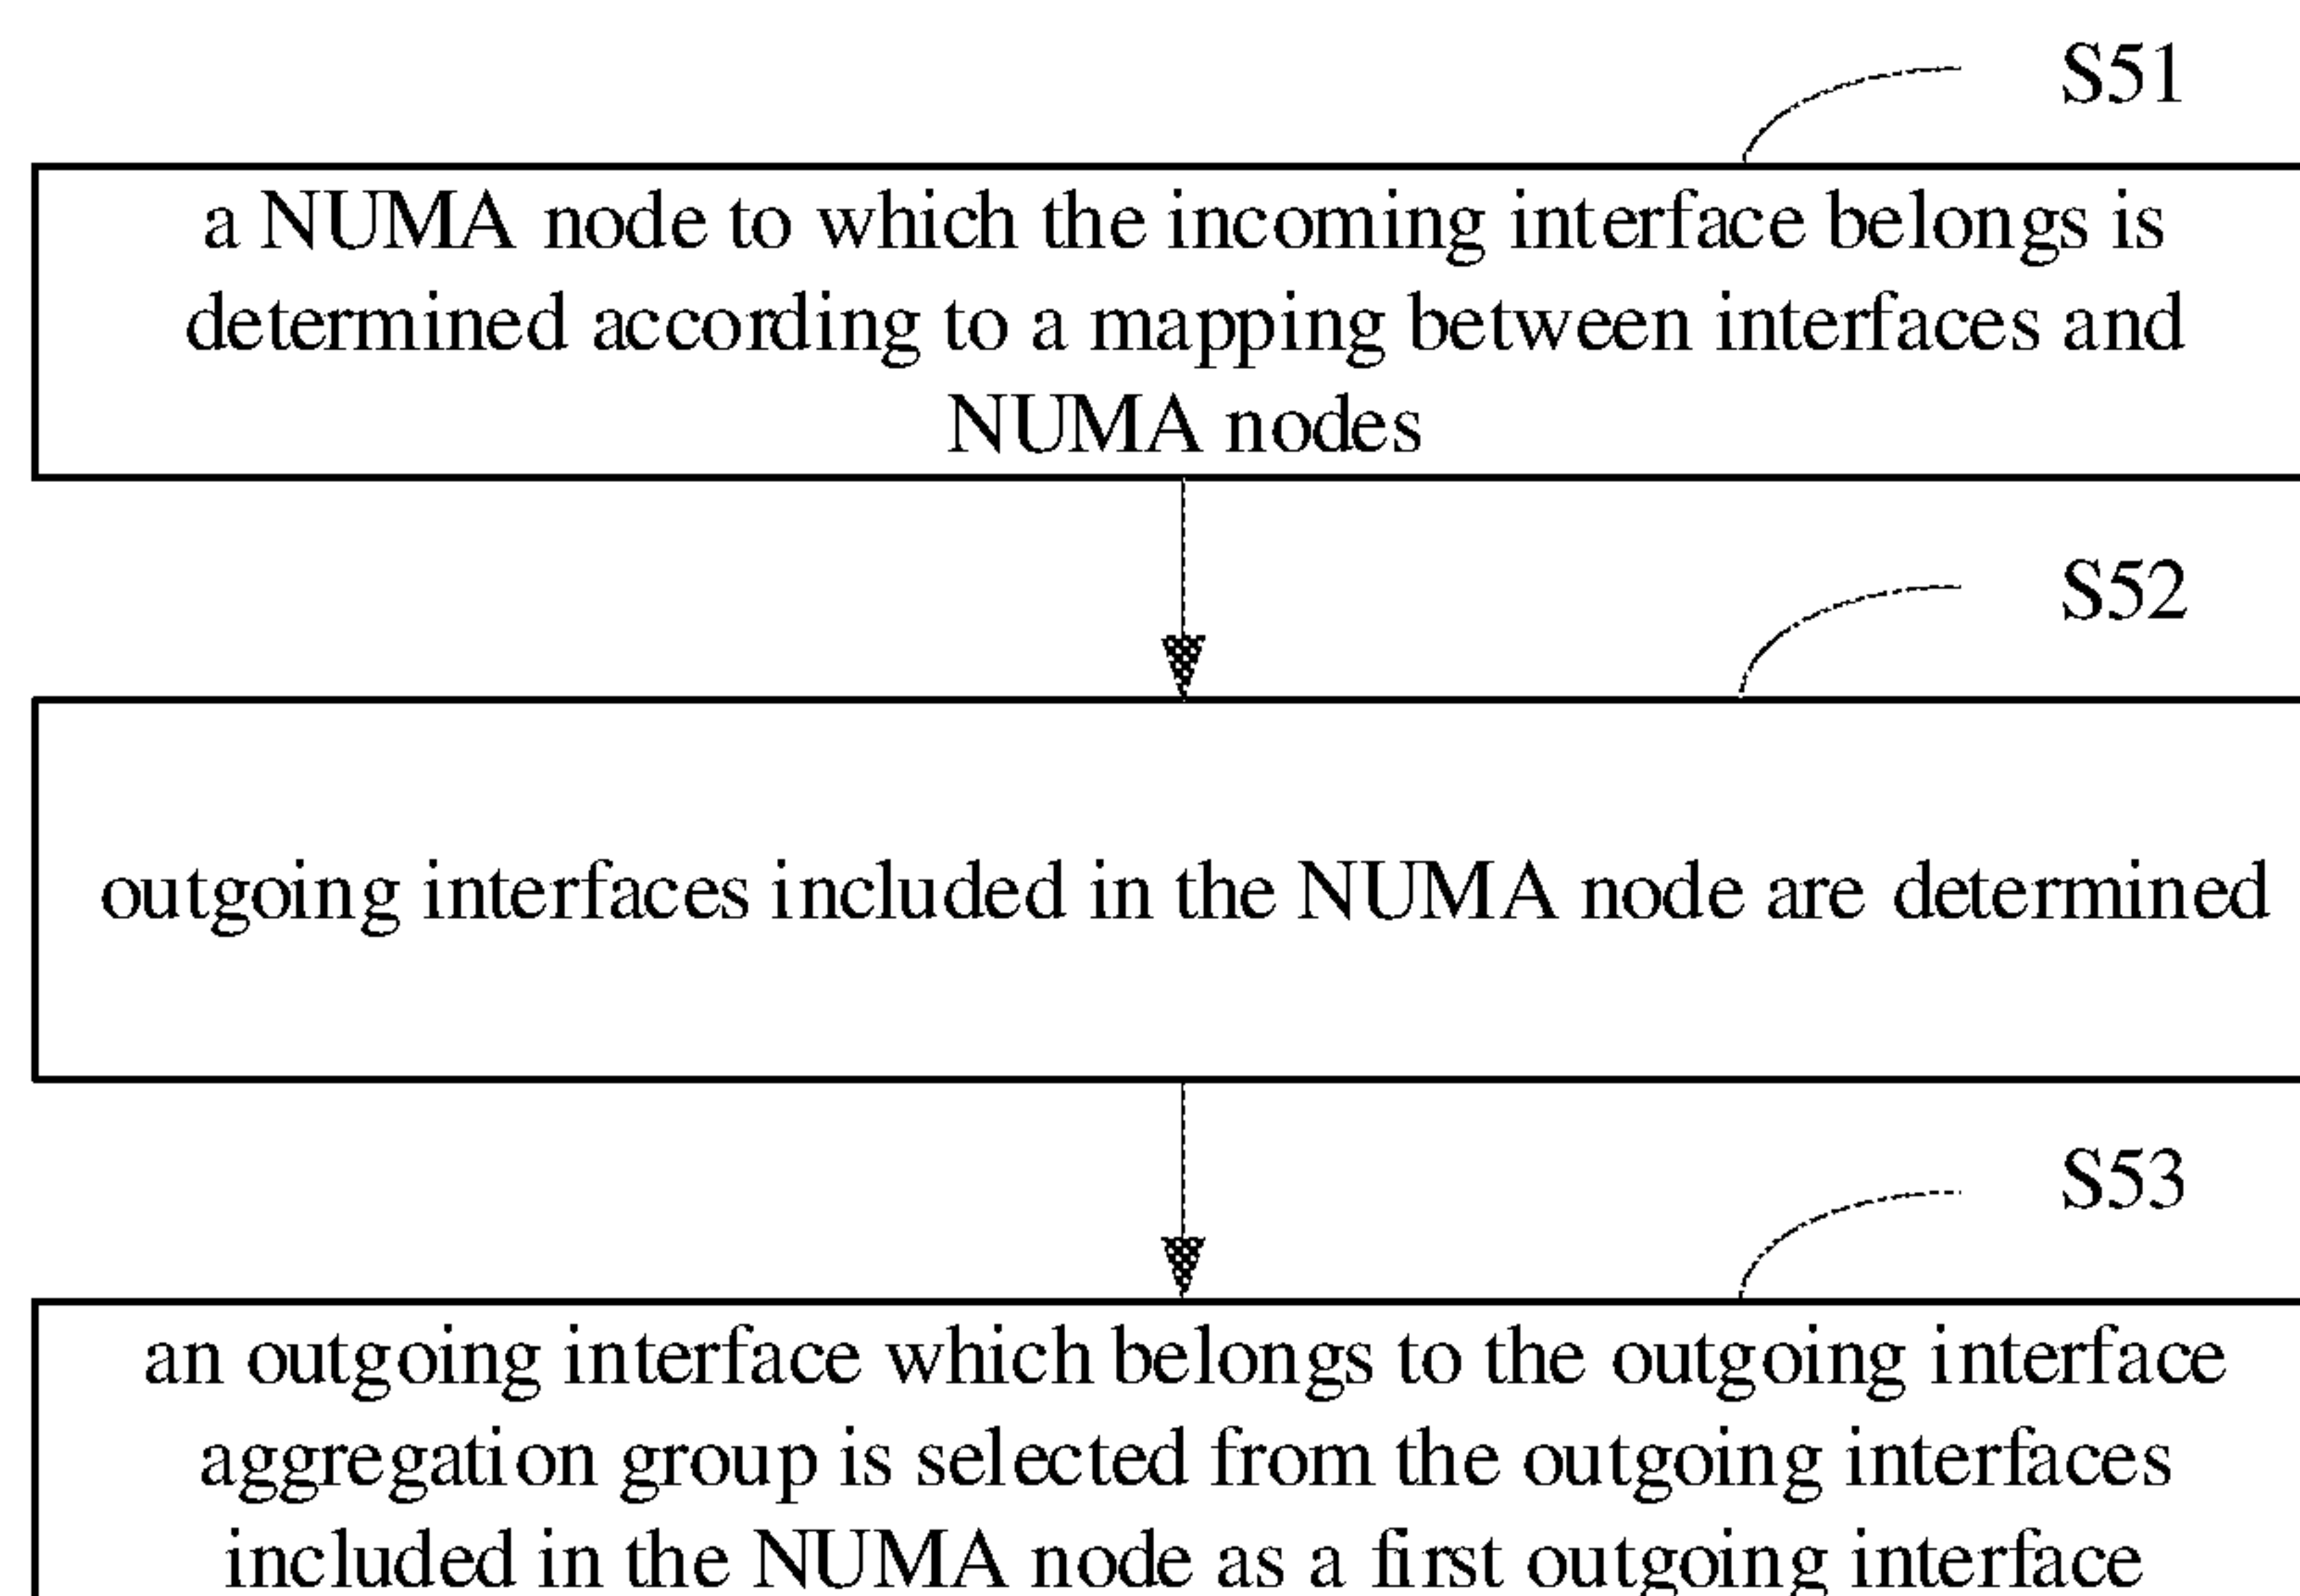 S51
a NUMA node to which the incoming interface belongs is
determined according to a mapping between interfaces and
NUMA nodes
S52
outgoing interfaces included in the NUMA node are determined
S53
an outgoing interface which belongs to the outgoing interface
aggregation group is selected from the outgoing interfaces
included in the NUMA node as a first outgoing interface